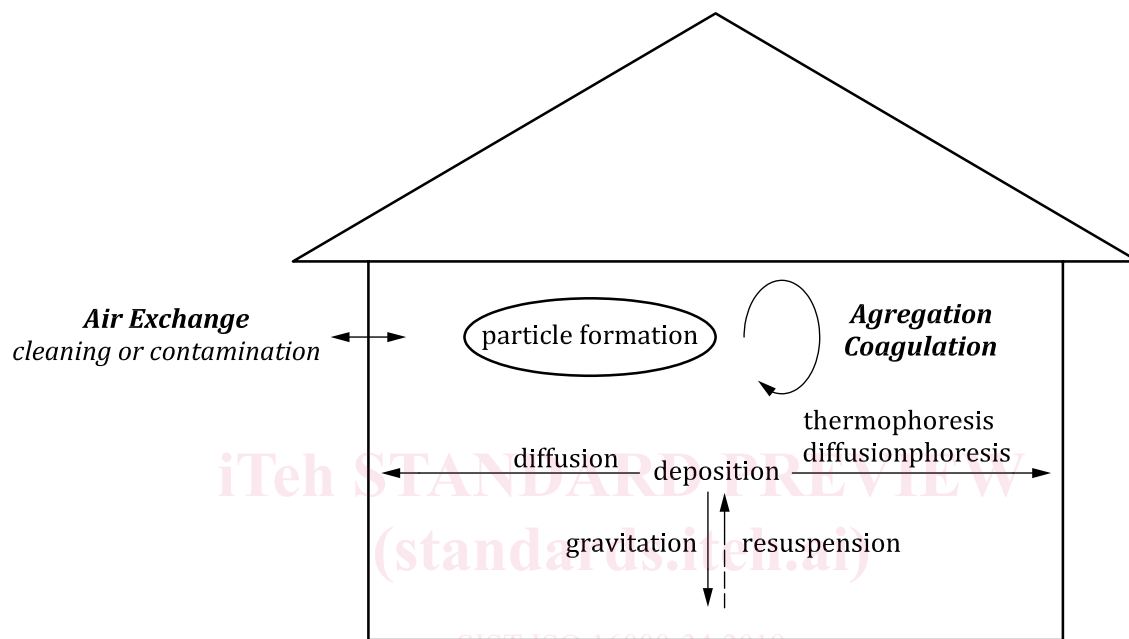 Air Exchange
cleaning or contamination
particle formation
Agregation
Coagulation
thermophoresis
diffusionphoresis
diffusion
deposition
gravitation
resuspension
iTeh STANDARD PREVIEW
(standards.iteh.ai)